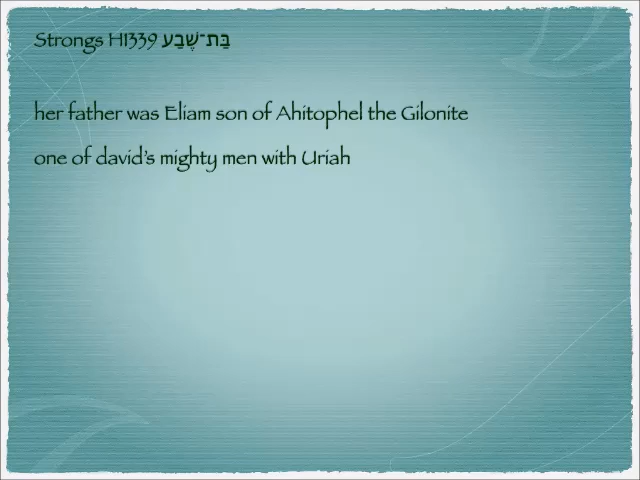 Strongs H1339 בַּת־שֶׁבַע
her father was Eliam son of Ahitophel the Gilonite
one of david's mighty men with Uriah